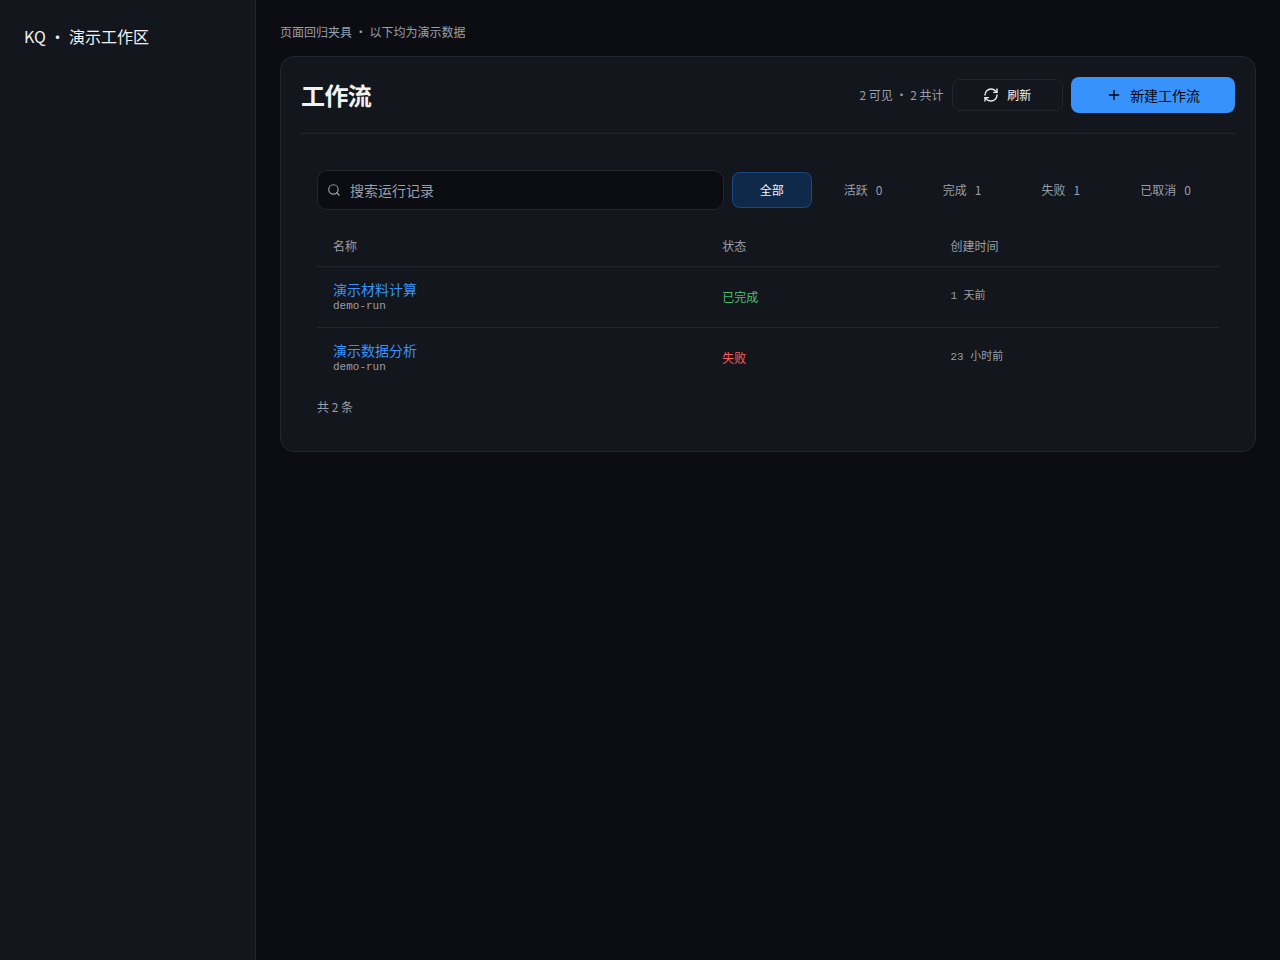 KQ · 演示工作区
页面回归夹具 · 以下均为演示数据
工作流
2 可见 · 2 共计
刷新
新建工作流
搜索运行记录
全部
活跃 0
完成 1
失败 1
已取消 0
名称 状态 创建时间
演示材料计算 已完成 1 天前
demo-run
演示数据分析 失败 23 小时前
demo-run
共 2 条